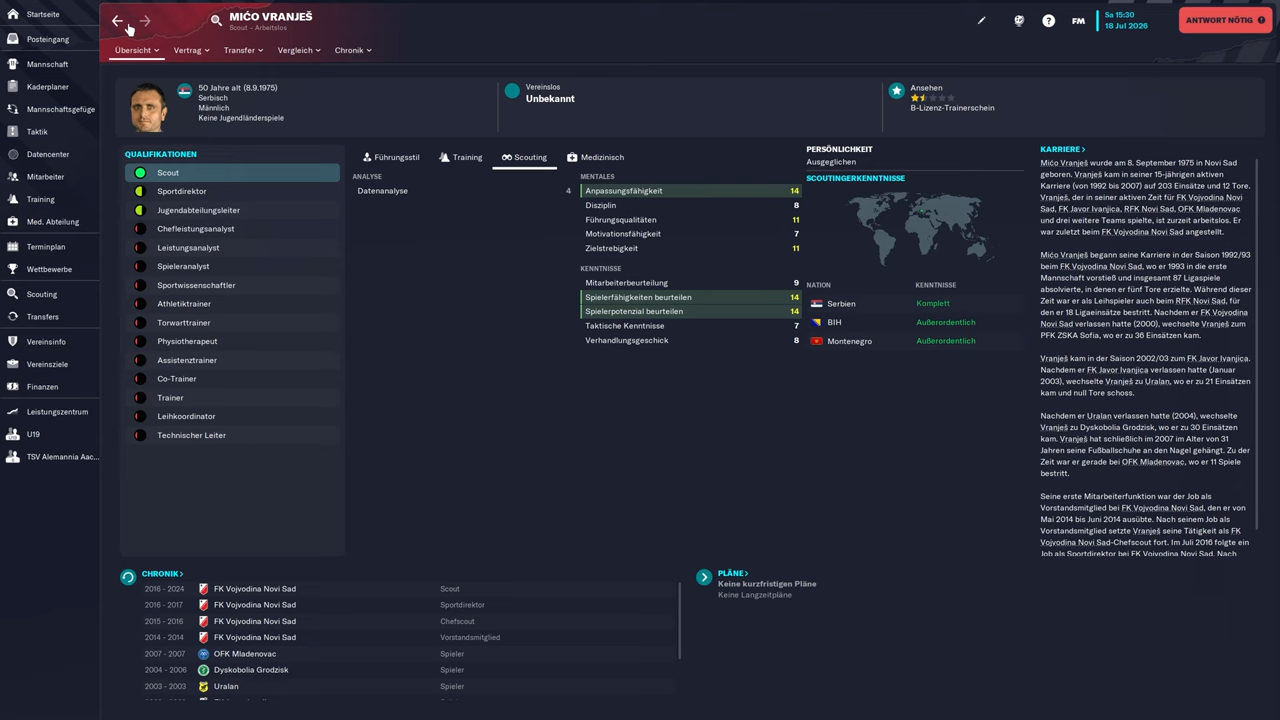 Startseite
Posteingang
Mannschaft
Kaderplaner
Mannschaftsgefüge
Taktik
Datencenter
Mitarbeiter
Training
Med. Abteilung
Terminplan
Wettbewerbe
Scouting
Transfers
Vereinsinfo
Vereinsziele
Finanzen
Leistungszentrum
U19
TSV Alemannia Aac...
MIĆO VRANJEŠ
Scout - Arbeitslos
FM
Sa 15:30
18 Jul 2026
ANTWORT NÖTIG
Übersicht
Vertrag
Transfer
Vergleich
Chronik
50 Jahre alt (8.9.1975)
Serbisch
Männlich
Keine Jugendländerspiele
Vereinslos
Unbekannt
Ansehen
B-Lizenz-Trainerschein
QUALIFIKATIONEN
Scout
Sportdirektor
Jugendabteilungsleiter
Chefleistungsanalyst
Leistungsanalyst
Spieleranalyst
Sportwissenschaftler
Athletiktrainer
Torwarttrainer
Physiotherapeut
Assistenztrainer
Co-Trainer
Trainer
Leihkoordinator
Technischer Leiter
Führungsstil
Training
Scouting
Medizinisch
ANALYSE
Datenanalyse 4
MENTALES
Anpassungsfähigkeit 14
Disziplin 8
Führungsqualitäten 11
Motivationsfähigkeit 7
Zielstrebigkeit 11
KENNTNISSE
Mitarbeiterbeurteilung 9
Spielerfähigkeiten beurteilen 14
Spielerpotenzial beurteilen 14
Taktische Kenntnisse 7
Verhandlungsgeschick 8
PERSÖNLICHKEIT
Ausgeglichen
SCOUTINGERKENNTNISSE
NATION KENNTNISSE
Serbien Komplett
BIH Außerordentlich
Montenegro Außerordentlich
KARRIERE >
Mićo Vranješ wurde am 8. September 1975 in Novi Sad
geboren. Vranješ kam in seiner 15-jährigen aktiven
Karriere (von 1992 bis 2007) auf 203 Einsätze und 12 Tore.
Vranješ, der in seiner aktiven Zeit für FK Vojvodina Novi
Sad, FK Javor Ivanjica, RFK Novi Sad, OFK Mladenovac
und drei weitere Teams spielte, ist zurzeit arbeitslos. Er
war zuletzt beim FK Vojvodina Novi Sad angestellt.
Mićo Vranješ begann seine Karriere in der Saison 1992/93
beim FK Vojvodina Novi Sad, wo er 1993 in die erste
Mannschaft vorstieß und insgesamt 87 Ligaspiele
absolvierte, in denen er fünf Tore erzielte. Während dieser
Zeit war er als Leihspieler auch beim RFK Novi Sad, für
den er 18 Ligaeinsätze bestritt. Nachdem er FK Vojvodina
Novi Sad verlassen hatte (2000), wechselte Vranješ zum
PFK ZSKA Sofia, wo er zu 36 Einsätzen kam.
Vranješ kam in der Saison 2002/03 zum FK Javor Ivanjica.
Nachdem er FK Javor Ivanjica verlassen hatte (Januar
2003), wechselte Vranješ zu Uralan, wo er zu 21 Einsätzen
kam und null Tore schoss.
Nachdem er Uralan verlassen hatte (2004), wechselte
Vranješ zu Dyskobolia Grodzisk, wo er zu 30 Einsätzen
kam. Vranješ hat schließlich im 2007 im Alter von 31
Jahren seine Fußballschuhe an den Nagel gehängt. Zu der
Zeit war er gerade bei OFK Mladenovac, wo er 11 Spiele
bestritt.
Seine erste Mitarbeiterfunktion war der Job als
Vorstandsmitglied bei FK Vojvodina Novi Sad, den er von
Mai 2014 bis Juni 2014 ausübte. Nach seinem Job als
Vorstandsmitglied setzte Vranješ seine Tätigkeit als FK
Vojvodina Novi Sad-Chefscout fort. Im Juli 2016 folgte ein
Job als Sportdirektor bei FK Vojvodina Novi Sad. Nach
CHRONIK >
2016 - 2024 FK Vojvodina Novi Sad Scout
2016 - 2017 FK Vojvodina Novi Sad Sportdirektor
2015 - 2016 FK Vojvodina Novi Sad Chefscout
2014 - 2014 FK Vojvodina Novi Sad Vorstandsmitglied
2007 - 2007 OFK Mladenovac Spieler
2004 - 2006 Dyskobolia Grodzisk Spieler
2003 - 2003 Uralan Spieler
PLÄNE >
Keine kurzfristigen Pläne
Keine Langzeitpläne